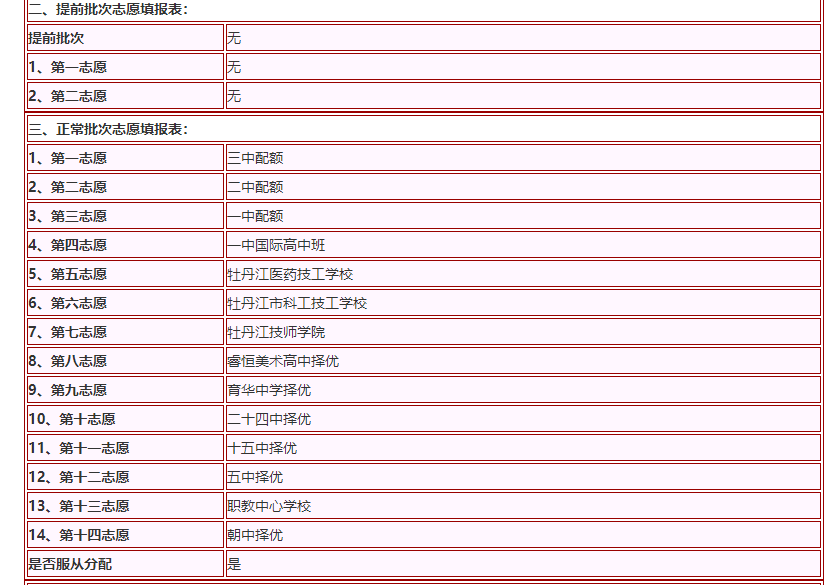 二、提前批次志愿填报表：
提前批次 无
1、第一志愿 无
2、第二志愿 无
三、正常批次志愿填报表：
1、第一志愿 三中配额
2、第二志愿 二中配额
3、第三志愿 一中配额
4、第四志愿 一中国际高中班
5、第五志愿 牡丹江医药技工学校
6、第六志愿 牡丹江市科工技工学校
7、第七志愿 牡丹江技师学院
8、第八志愿 睿恒美术高中择优
9、第九志愿 育华中学择优
10、第十志愿 二十四中择优
11、第十一志愿 十五中择优
12、第十二志愿 五中择优
13、第十三志愿 职教中心学校
14、第十四志愿 朝中择优
是否服从分配 是